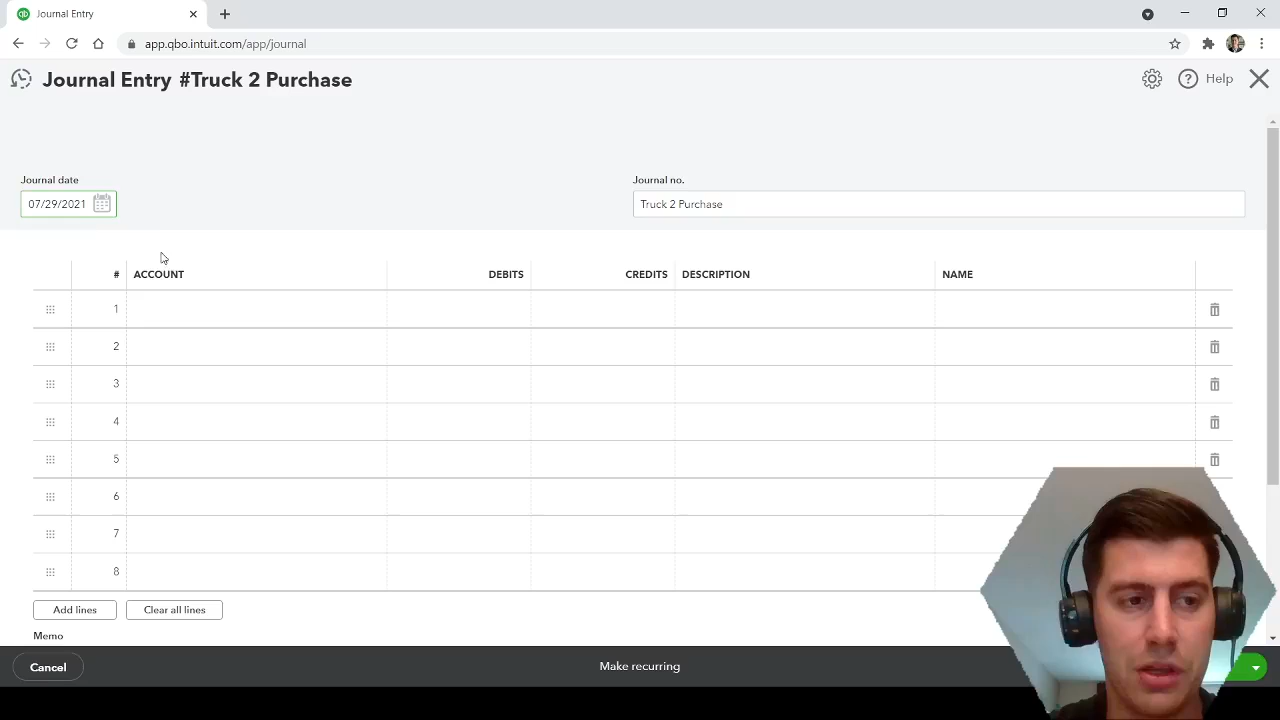 Journal Entry
app.qbo.intuit.com/app/journal
Journal Entry #Truck 2 Purchase
Help
Journal date
Journal no.
07/29/2021
Truck 2 Purchase
# ACCOUNT DEBITS CREDITS DESCRIPTION NAME
1
2
3
4
5
6
7
8
Add lines
Clear all lines
Memo
Cancel
Make recurring